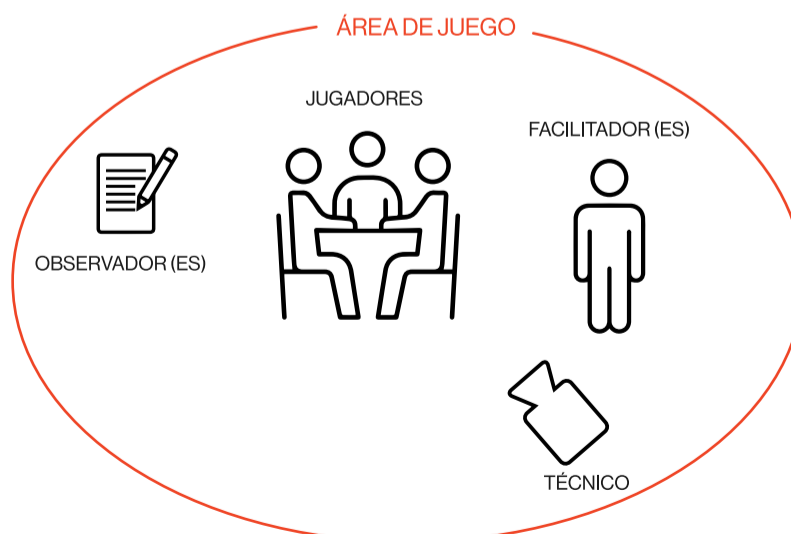 ÁREA DE JUEGO
JUGADORES
FACILITADOR (ES)
OBSERVADOR (ES)
TÉCNICO